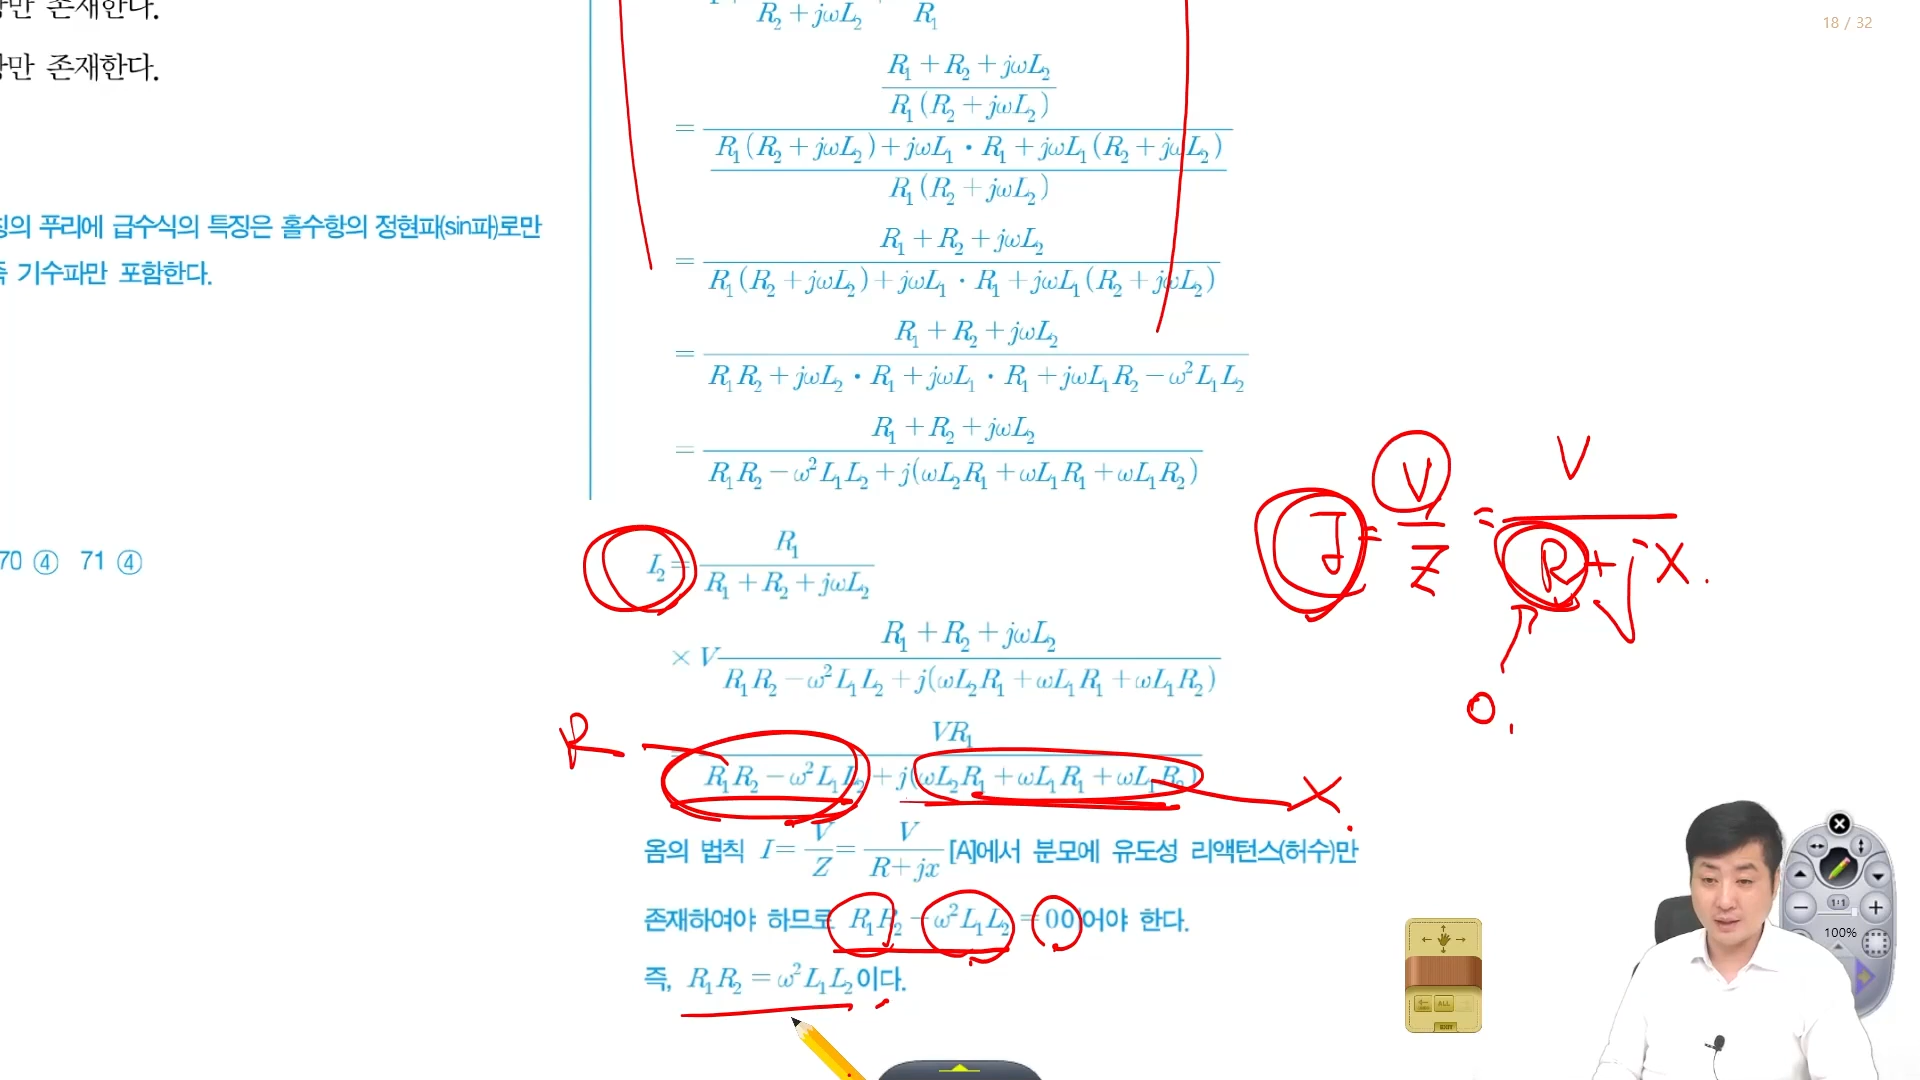 18 / 32
만 존재한다.
만 존재한다.
R₂ + jωL₂ R₁
R₁ + R₂ + jωL₂
R₁(R₂ + jωL₂)
=
R₁(R₂ + jωL₂) + jωL₁ · R₁ + jωL₁(R₂ + jωL₂)
R₁(R₂ + jωL₂)
의 푸리에 급수식의 특징은 홀수항의 정현파(sin파)로만
기수파만 포함한다.
R₁ + R₂ + jωL₂
=
R₁(R₂ + jωL₂) + jωL₁ · R₁ + jωL₁(R₂ + jωL₂)
R₁ + R₂ + jωL₂
=
R₁R₂ + jωL₂ · R₁ + jωL₁ · R₁ + jωL₁R₂ − ω²L₁L₂
R₁ + R₂ + jωL₂
=
R₁R₂ − ω²L₁L₂ + j(ωL₂R₁ + ωL₁R₁ + ωL₁R₂)
I = V/Z = V/(R + jX).
0.
70 ④ 71 ④
I₂ = R₁/(R₁ + R₂ + jωL₂)
R₁ + R₂ + jωL₂
× V
R₁R₂ − ω²L₁L₂ + j(ωL₂R₁ + ωL₁R₁ + ωL₁R₂)
R
VR₁
R₁R₂ − ω²L₁L₂ + j(ωL₂R₁ + ωL₁R₁ + ωL₁R₂)
X.
옴의 법칙 I = V/Z = V/(R + jx) [A]에서 분모에 유도성 리액턴스(허수)만
존재하여야 하므로 R₁R₂ − ω²L₁L₂ = 0이어야 한다.
즉, R₁R₂ = ω²L₁L₂이다.
1:1
100%
ALL
EXIT